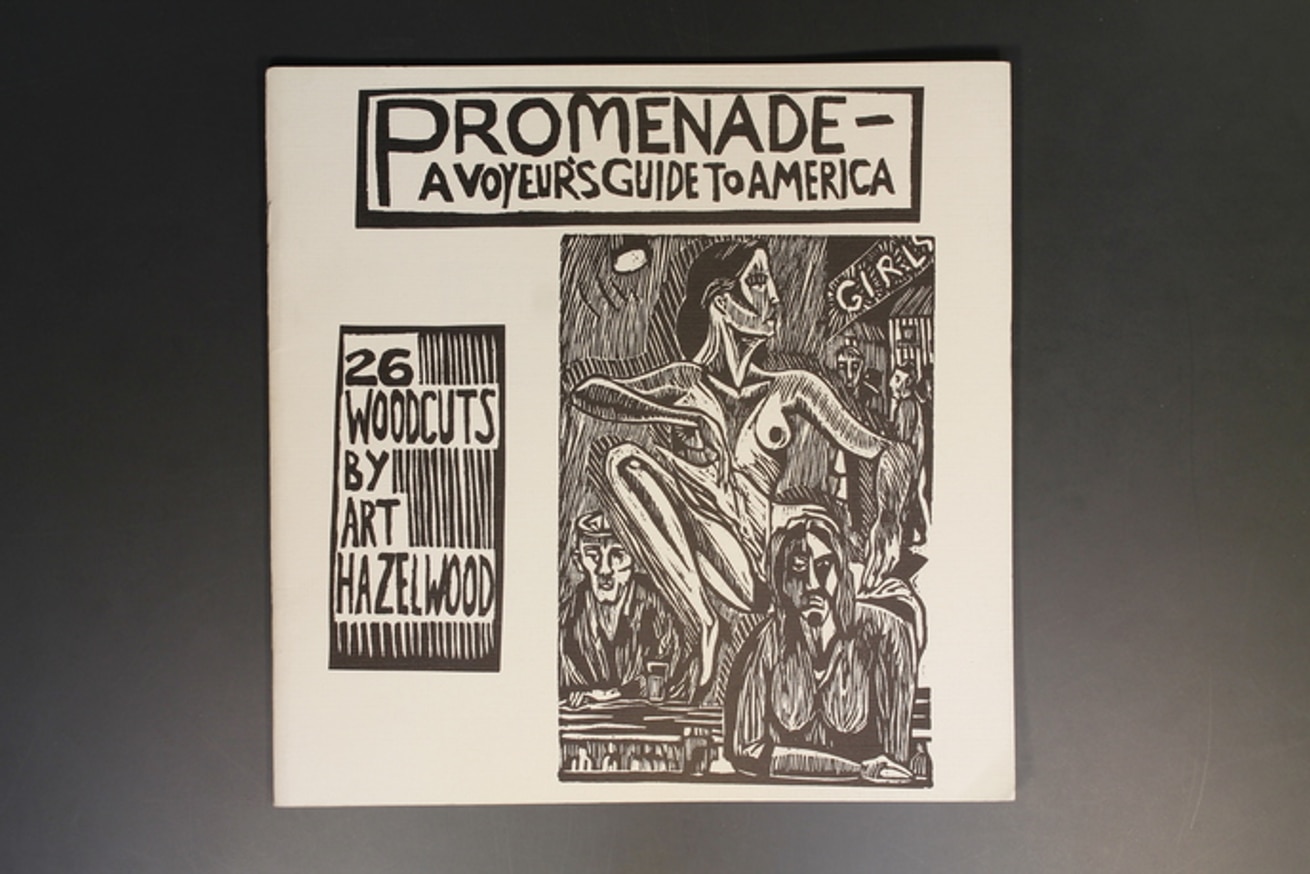 PROMENADE-
A VOYEUR'S GUIDE TO AMERICA
GIRLS
26
WOODCUTS
BY
ART
HAZELWOOD